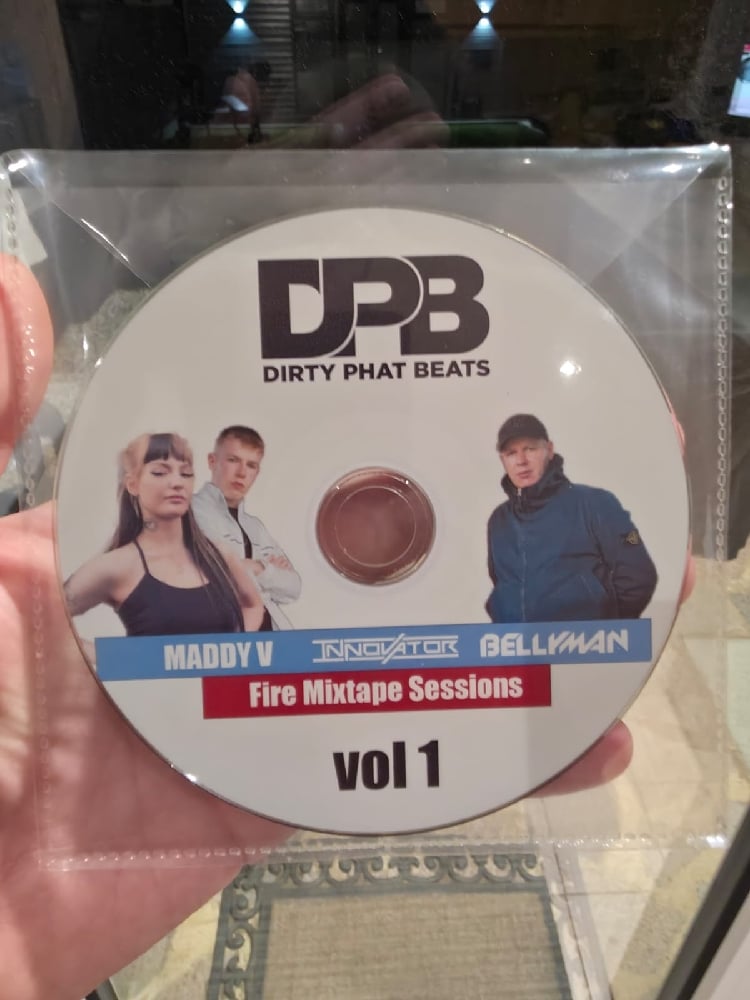 DPB
DIRTY PHAT BEATS
MADDY V INNOVATOR BELLYMAN
Fire Mixtape Sessions
vol 1